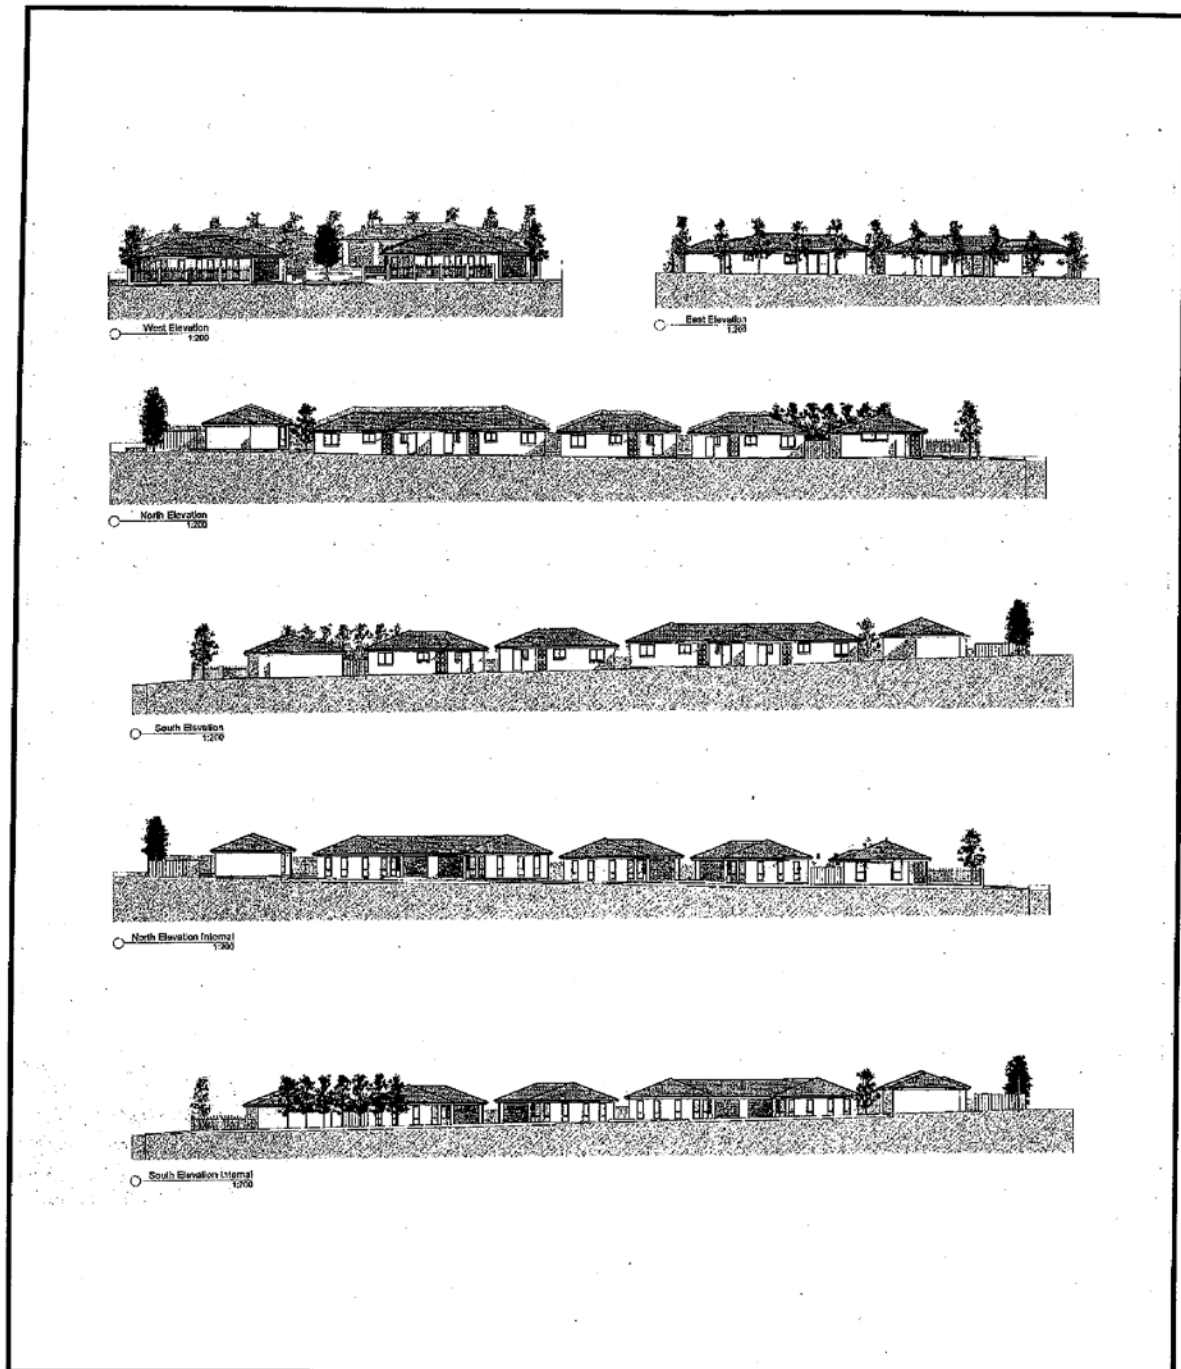 West Elevation
1:200
East Elevation
1:200
North Elevation
1:200
South Elevation
1:200
North Elevation Internal
1:200
South Elevation Internal
1:200